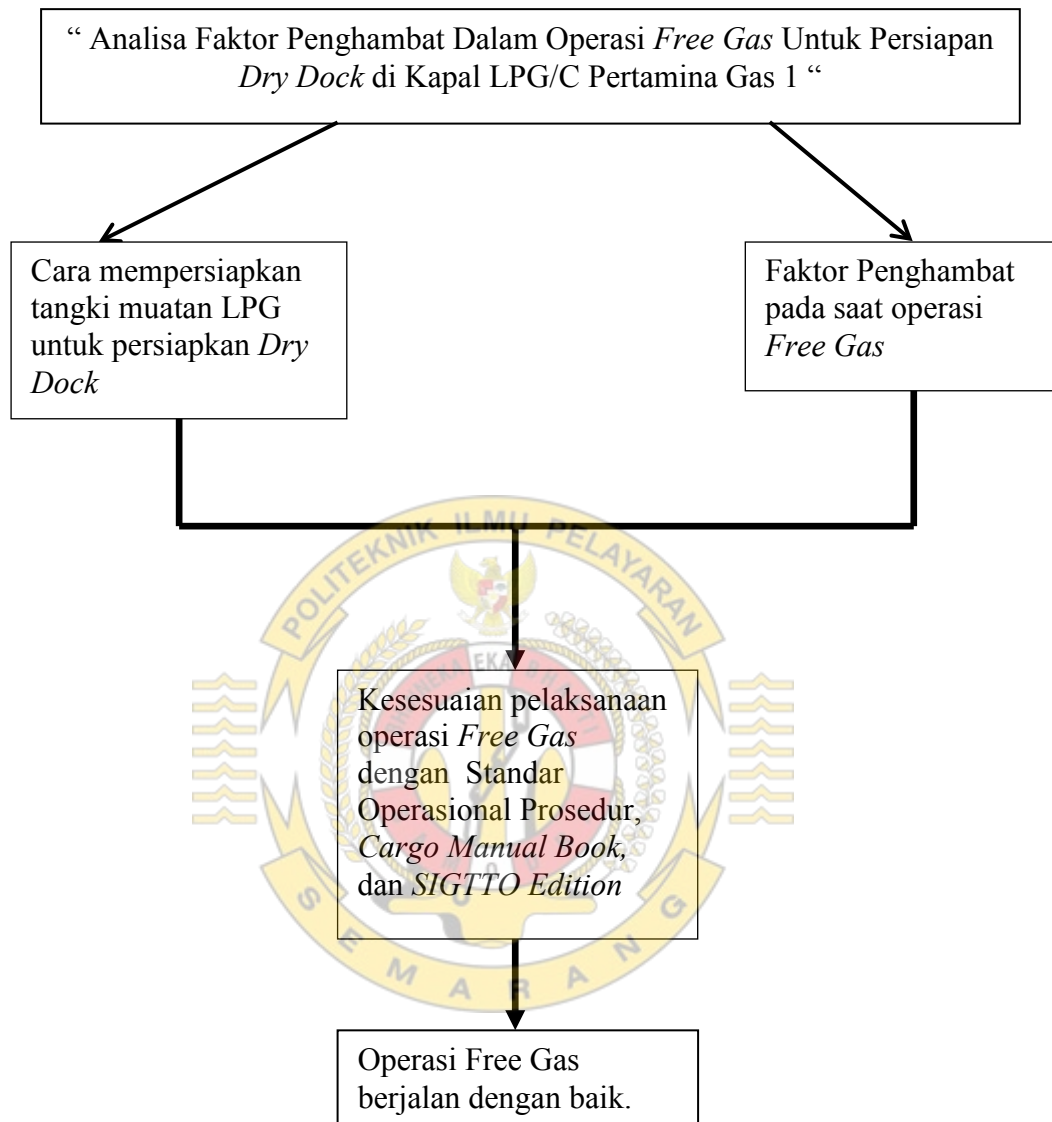 “ Analisa Faktor Penghambat Dalam Operasi Free Gas Untuk Persiapan
Dry Dock di Kapal LPG/C Pertamina Gas 1 “
Cara mempersiapkan
tangki muatan LPG
untuk persiapkan Dry
Dock
Faktor Penghambat
pada saat operasi
Free Gas
POLITEKNIK ILMU PELAYARAN
Kesesuaian pelaksanaan
operasi Free Gas
dengan Standar
Operasional Prosedur,
Cargo Manual Book,
dan SIGTTO Edition
SEMARANG
Operasi Free Gas
berjalan dengan baik.